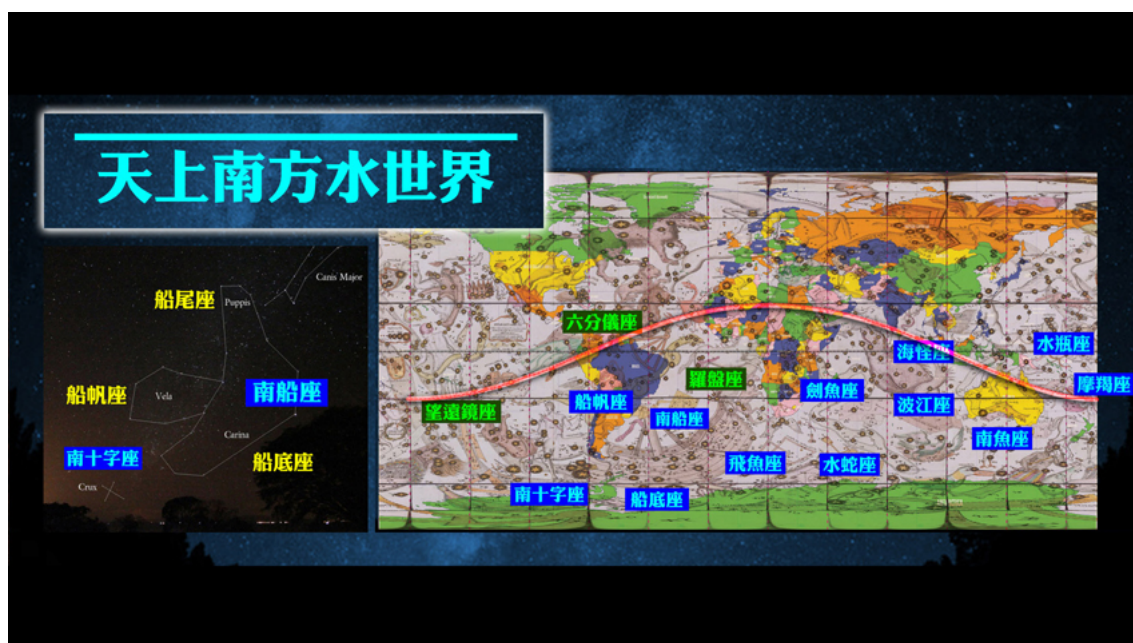 天上南方水世界
Canis Major
船尾座
Puppis
船帆座
Vela
南船座
Carina
南十字座
船底座
Crux
六分儀座
海怪座
水瓶座
羅盤座
摩羯座
望遠鏡座
船帆座
劍魚座
波江座
南船座
南魚座
飛魚座
水蛇座
南十字座
船底座